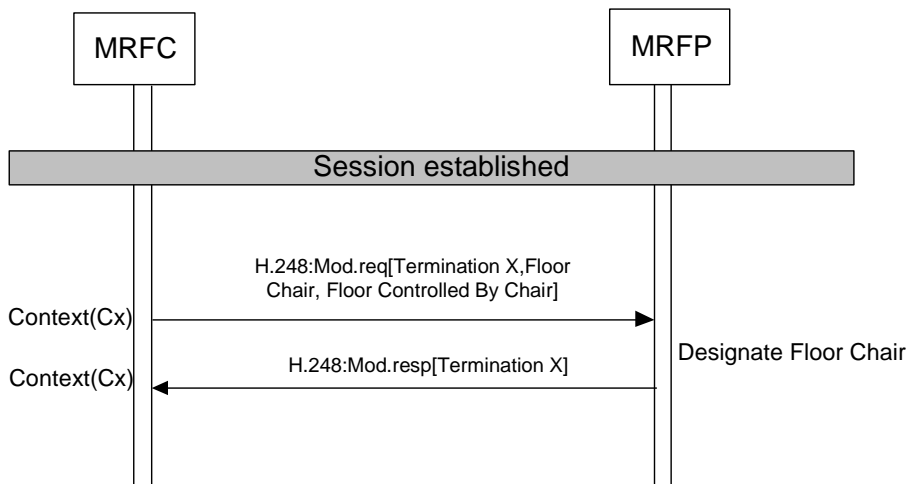 MRFC
MRFP
Session established
H.248:Mod.req[Termination X,Floor
Chair, Floor Controlled By Chair]
Context(Cx)
Designate Floor Chair
H.248:Mod.resp[Termination X]
Context(Cx)